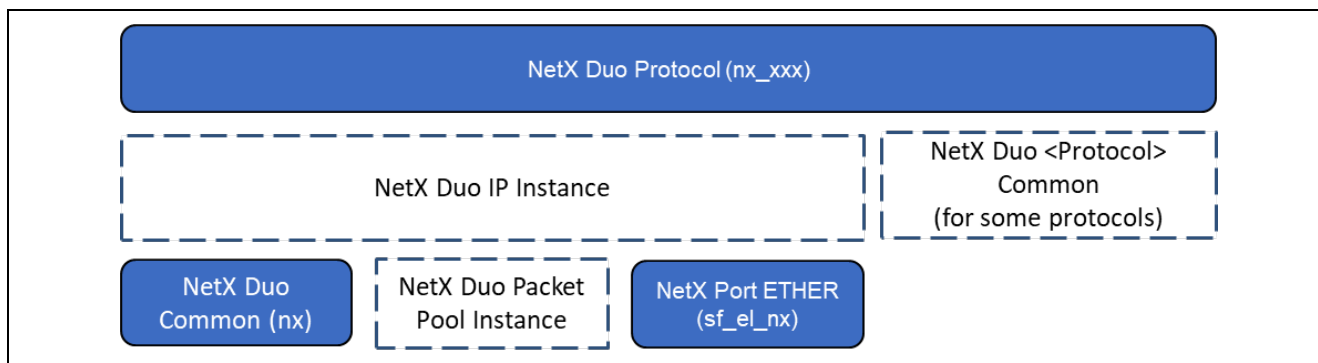 NetX Duo Protocol (nx_xxx)
NetX Duo IP Instance
NetX Duo <Protocol>
Common
(for some protocols)
NetX Duo
Common (nx)
NetX Duo Packet
Pool Instance
NetX Port ETHER
(sf_el_nx)